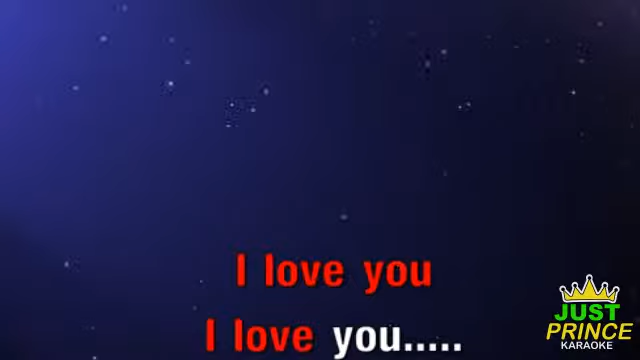 I love you
I love you.....
JUST
PRINCE
KARAOKE